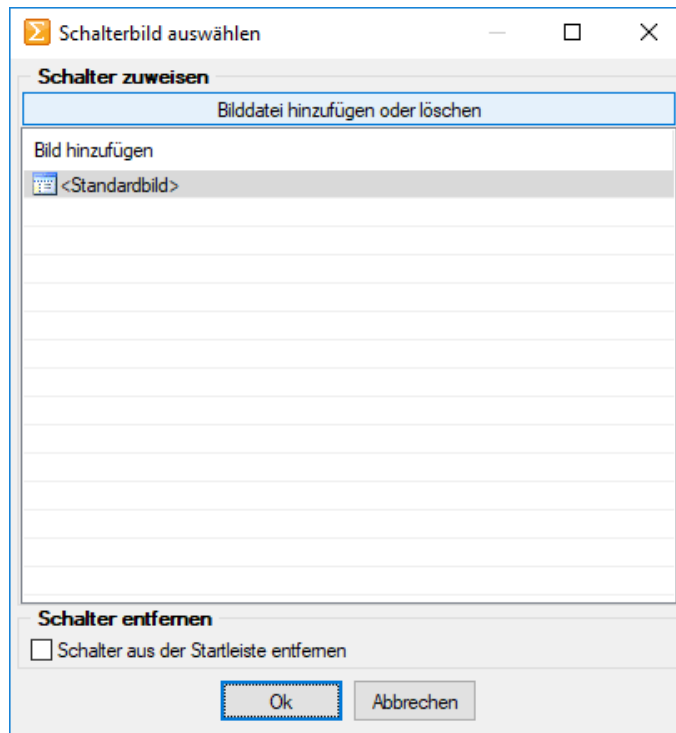 Schalterbild auswählen
Schalter zuweisen
Bilddatei hinzufügen oder löschen
Bild hinzufügen
<Standardbild>
Schalter entfernen
Schalter aus der Startleiste entfernen
Ok Abbrechen